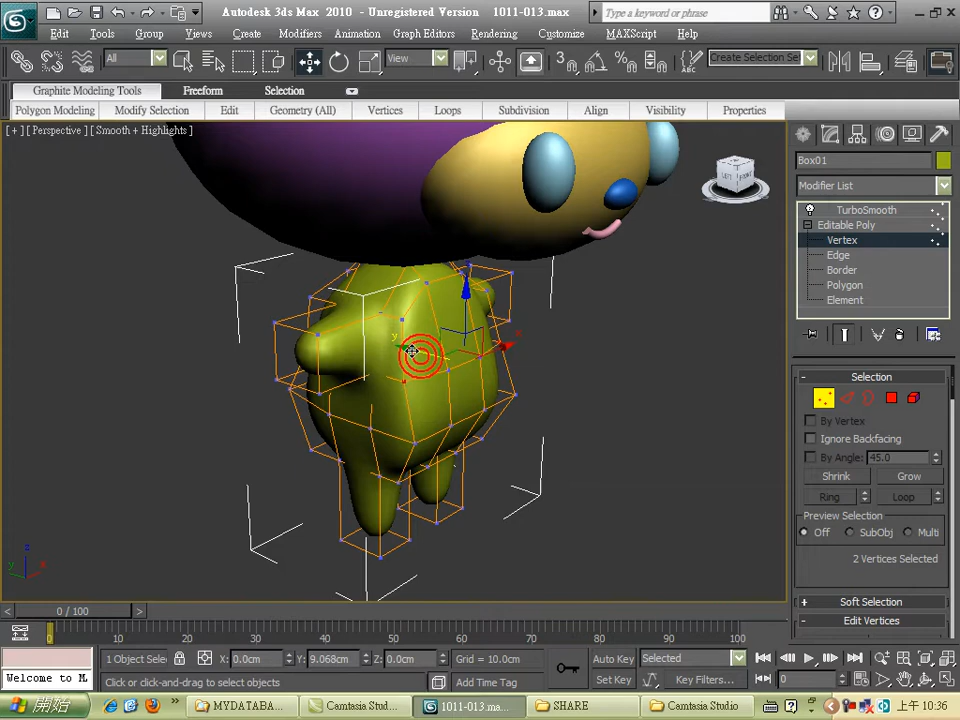 Autodesk 3ds Max 2010 - Unregistered Version 1011-013.max
Type a keyword or phrase
Edit Tools Group Views Create Modifiers Animation Graph Editors Rendering Customize MAXScript Help
All View 3 Create Selection Se
Graphite Modeling Tools Freeform Selection
Polygon Modeling Modify Selection Edit Geometry (All) Vertices Loops Subdivision Align Visibility Properties
[ + ] [ Perspective ] [ Smooth + Highlights ]
LEFT FRONT
Box01
Modifier List
TurboSmooth
Editable Poly
Vertex
Edge
Border
Polygon
Element
x
y
z
- Selection
By Vertex
Ignore Backfacing
By Angle: 45.0
Shrink Grow
Ring Loop
Preview Selection
Off SubObj Multi
2 Vertices Selected
+ Soft Selection
- Edit Vertices
z
y x
< 0 / 100 >
0 10 20 30 40 50 60 70 80 90 100
1 Object Selec X: 0.0cm Y: 9.068cm Z: 0.0cm Grid = 10.0cm Auto Key Selected
Welcome to M. Click or click-and-drag to select objects Add Time Tag Set Key Key Filters... 0
開始 » MYDATABA... Camtasia Stud... 1011-013.ma... SHARE Camtasia Studio 上午 10:36